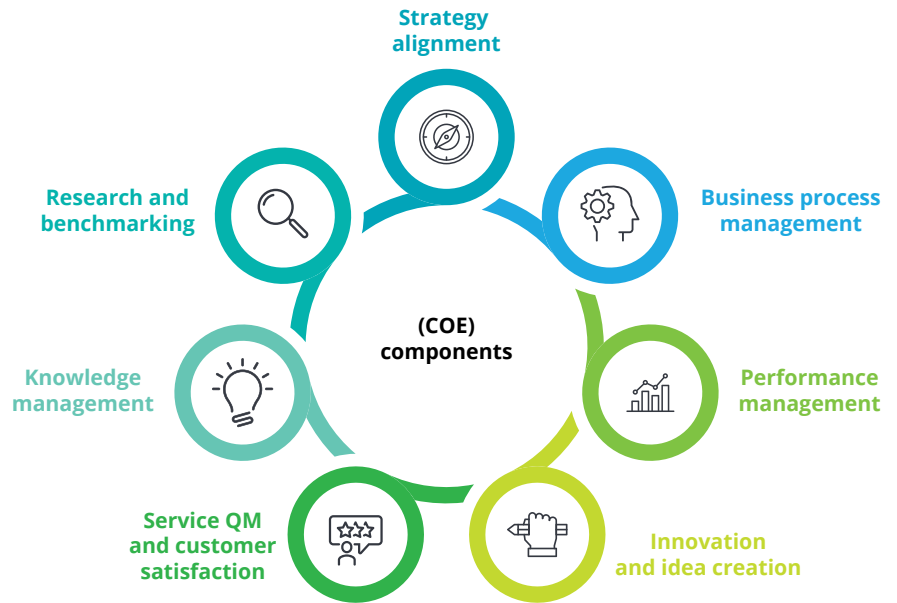 Strategy
alignment
Research and
benchmarking
Business process
management
(COE)
components
Knowledge
management
Performance
management
Service QM
and customer
satisfaction
Innovation
and idea creation